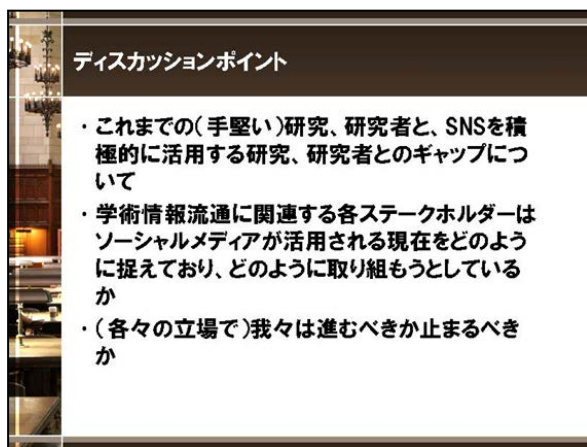 ディスカッションポイント
・これまでの(手堅い)研究、研究者と、SNSを積
極的に活用する研究、研究者とのギャップにつ
いて
・学術情報流通に関連する各ステークホルダーは
ソーシャルメディアが活用される現在をどのよう
に捉えており、どのように取り組もうとしている
か
・(各々の立場で)我々は進むべきか止まるべき
か